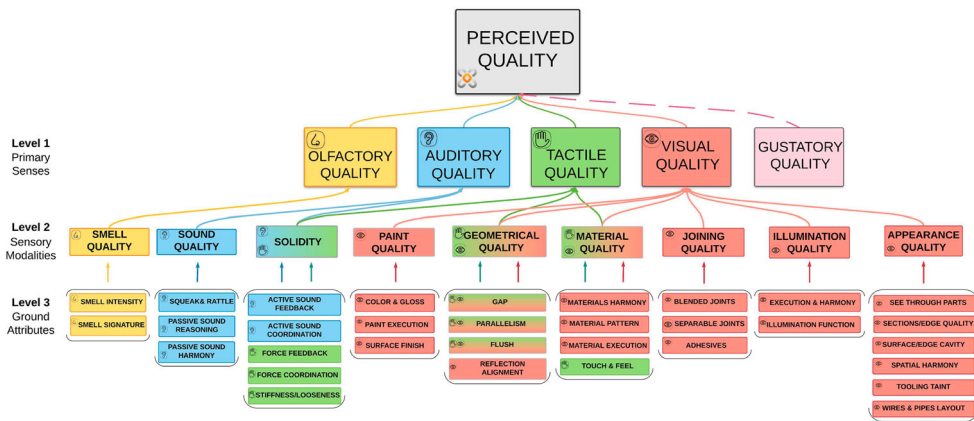 PERCEIVED
QUALITY
Level 1
Primary
Senses
OLFACTORY
QUALITY
AUDITORY
QUALITY
TACTILE
QUALITY
VISUAL
QUALITY
GUSTATORY
QUALITY
Level 2
Sensory
Modalities
SMELL
QUALITY
SOUND
QUALITY
SOLIDITY
PAINT
QUALITY
GEOMETRICAL
QUALITY
MATERIAL
QUALITY
JOINING
QUALITY
ILLUMINATION
QUALITY
APPEARANCE
QUALITY
Level 3
Ground
Attributes
SMELL INTENSITY
SMELL SIGNATURE
SQUEAK& RATTLE
PASSIVE SOUND
REASONING
PASSIVE SOUND
HARMONY
ACTIVE SOUND
FEEDBACK
ACTIVE SOUND
COORDINATION
FORCE FEEDBACK
FORCE COORDINATION
STIFFNESS/LOOSENESS
COLOR & GLOSS
PAINT EXECUTION
SURFACE FINISH
GAP
PARALLELISM
FLUSH
REFLECTION
ALIGNMENT
MATERIALS HARMONY
MATERIAL PATTERN
MATERIAL EXECUTION
TOUCH & FEEL
BLENDED JOINTS
SEPARABLE JOINTS
ADHESIVES
EXECUTION & HARMONY
ILLUMINATION FUNCTION
SEE THROUGH PARTS
SECTIONS/EDGE QUALITY
SURFACE/EDGE CAVITY
SPATIAL HARMONY
TOOLING TAINT
WIRES & PIPES LAYOUT